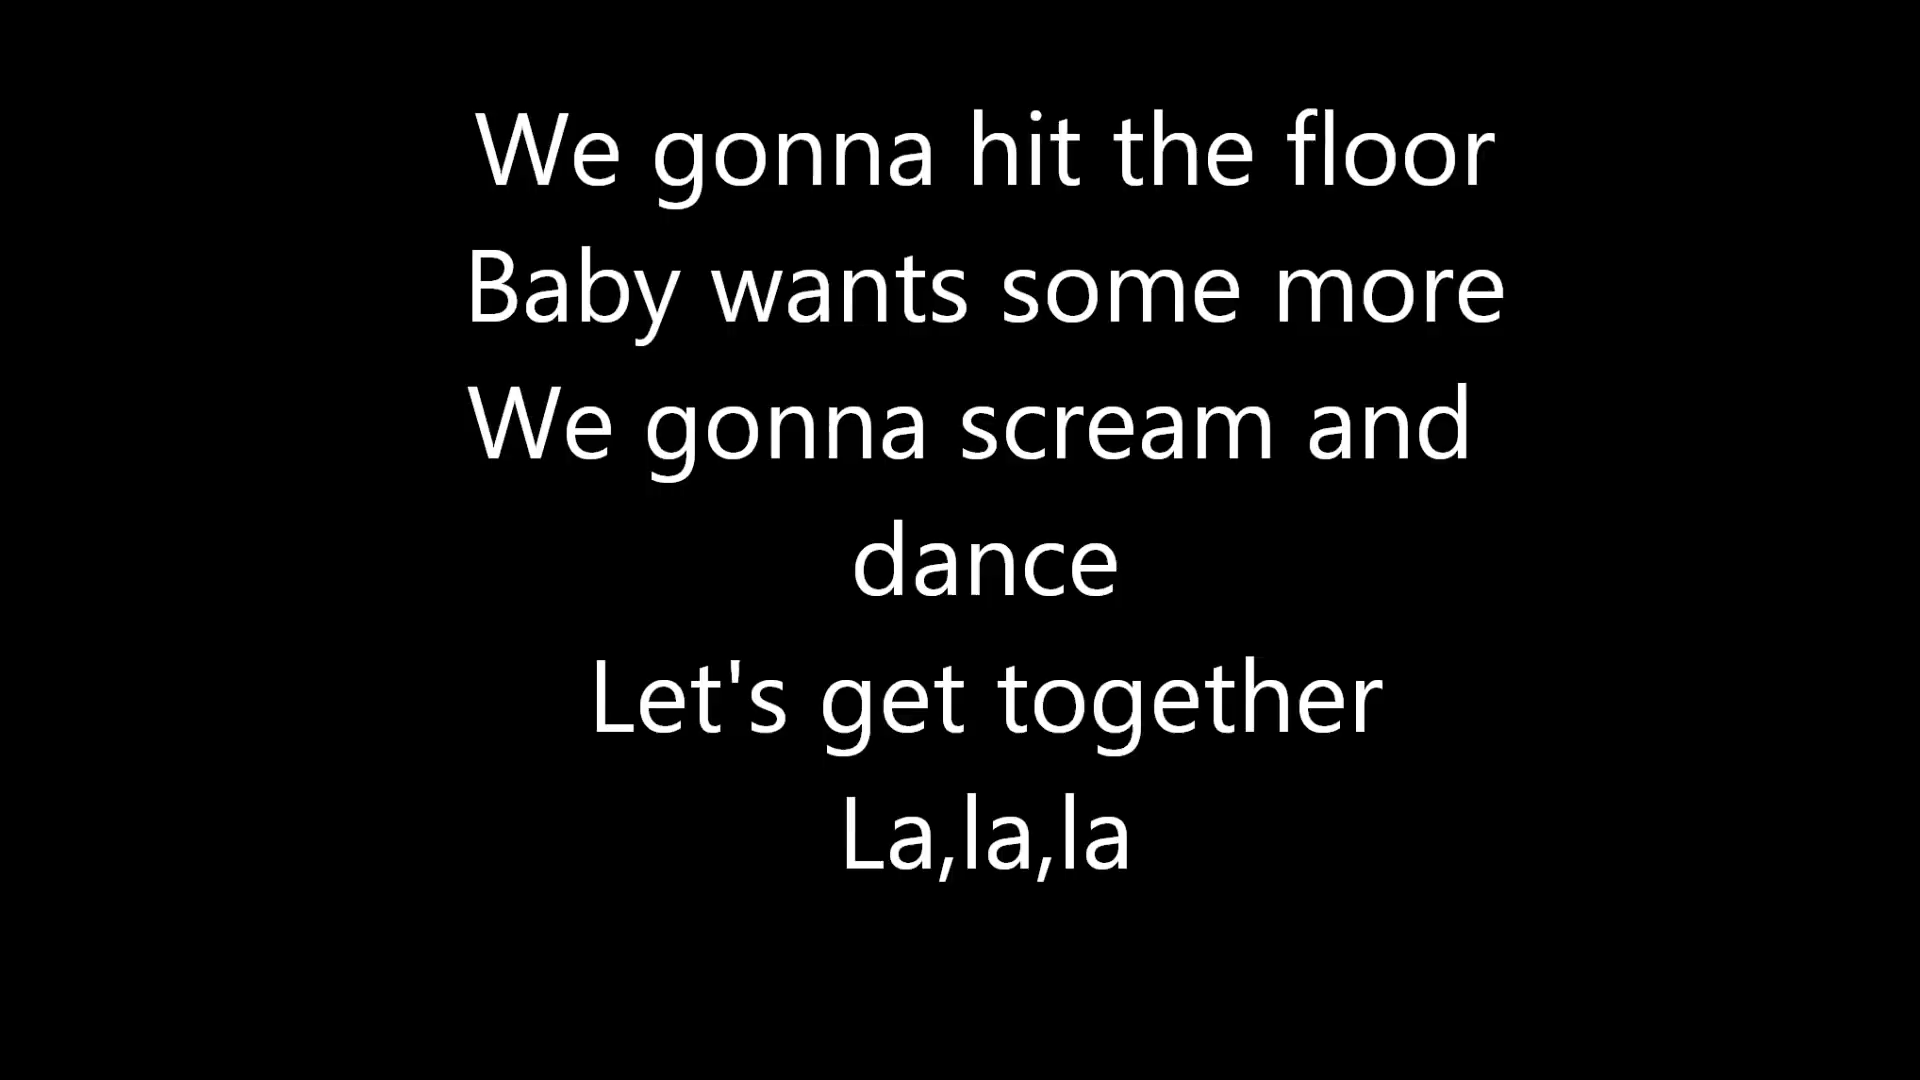 We gonna hit the floor
Baby wants some more
We gonna scream and
dance
Let's get together
La,la,la